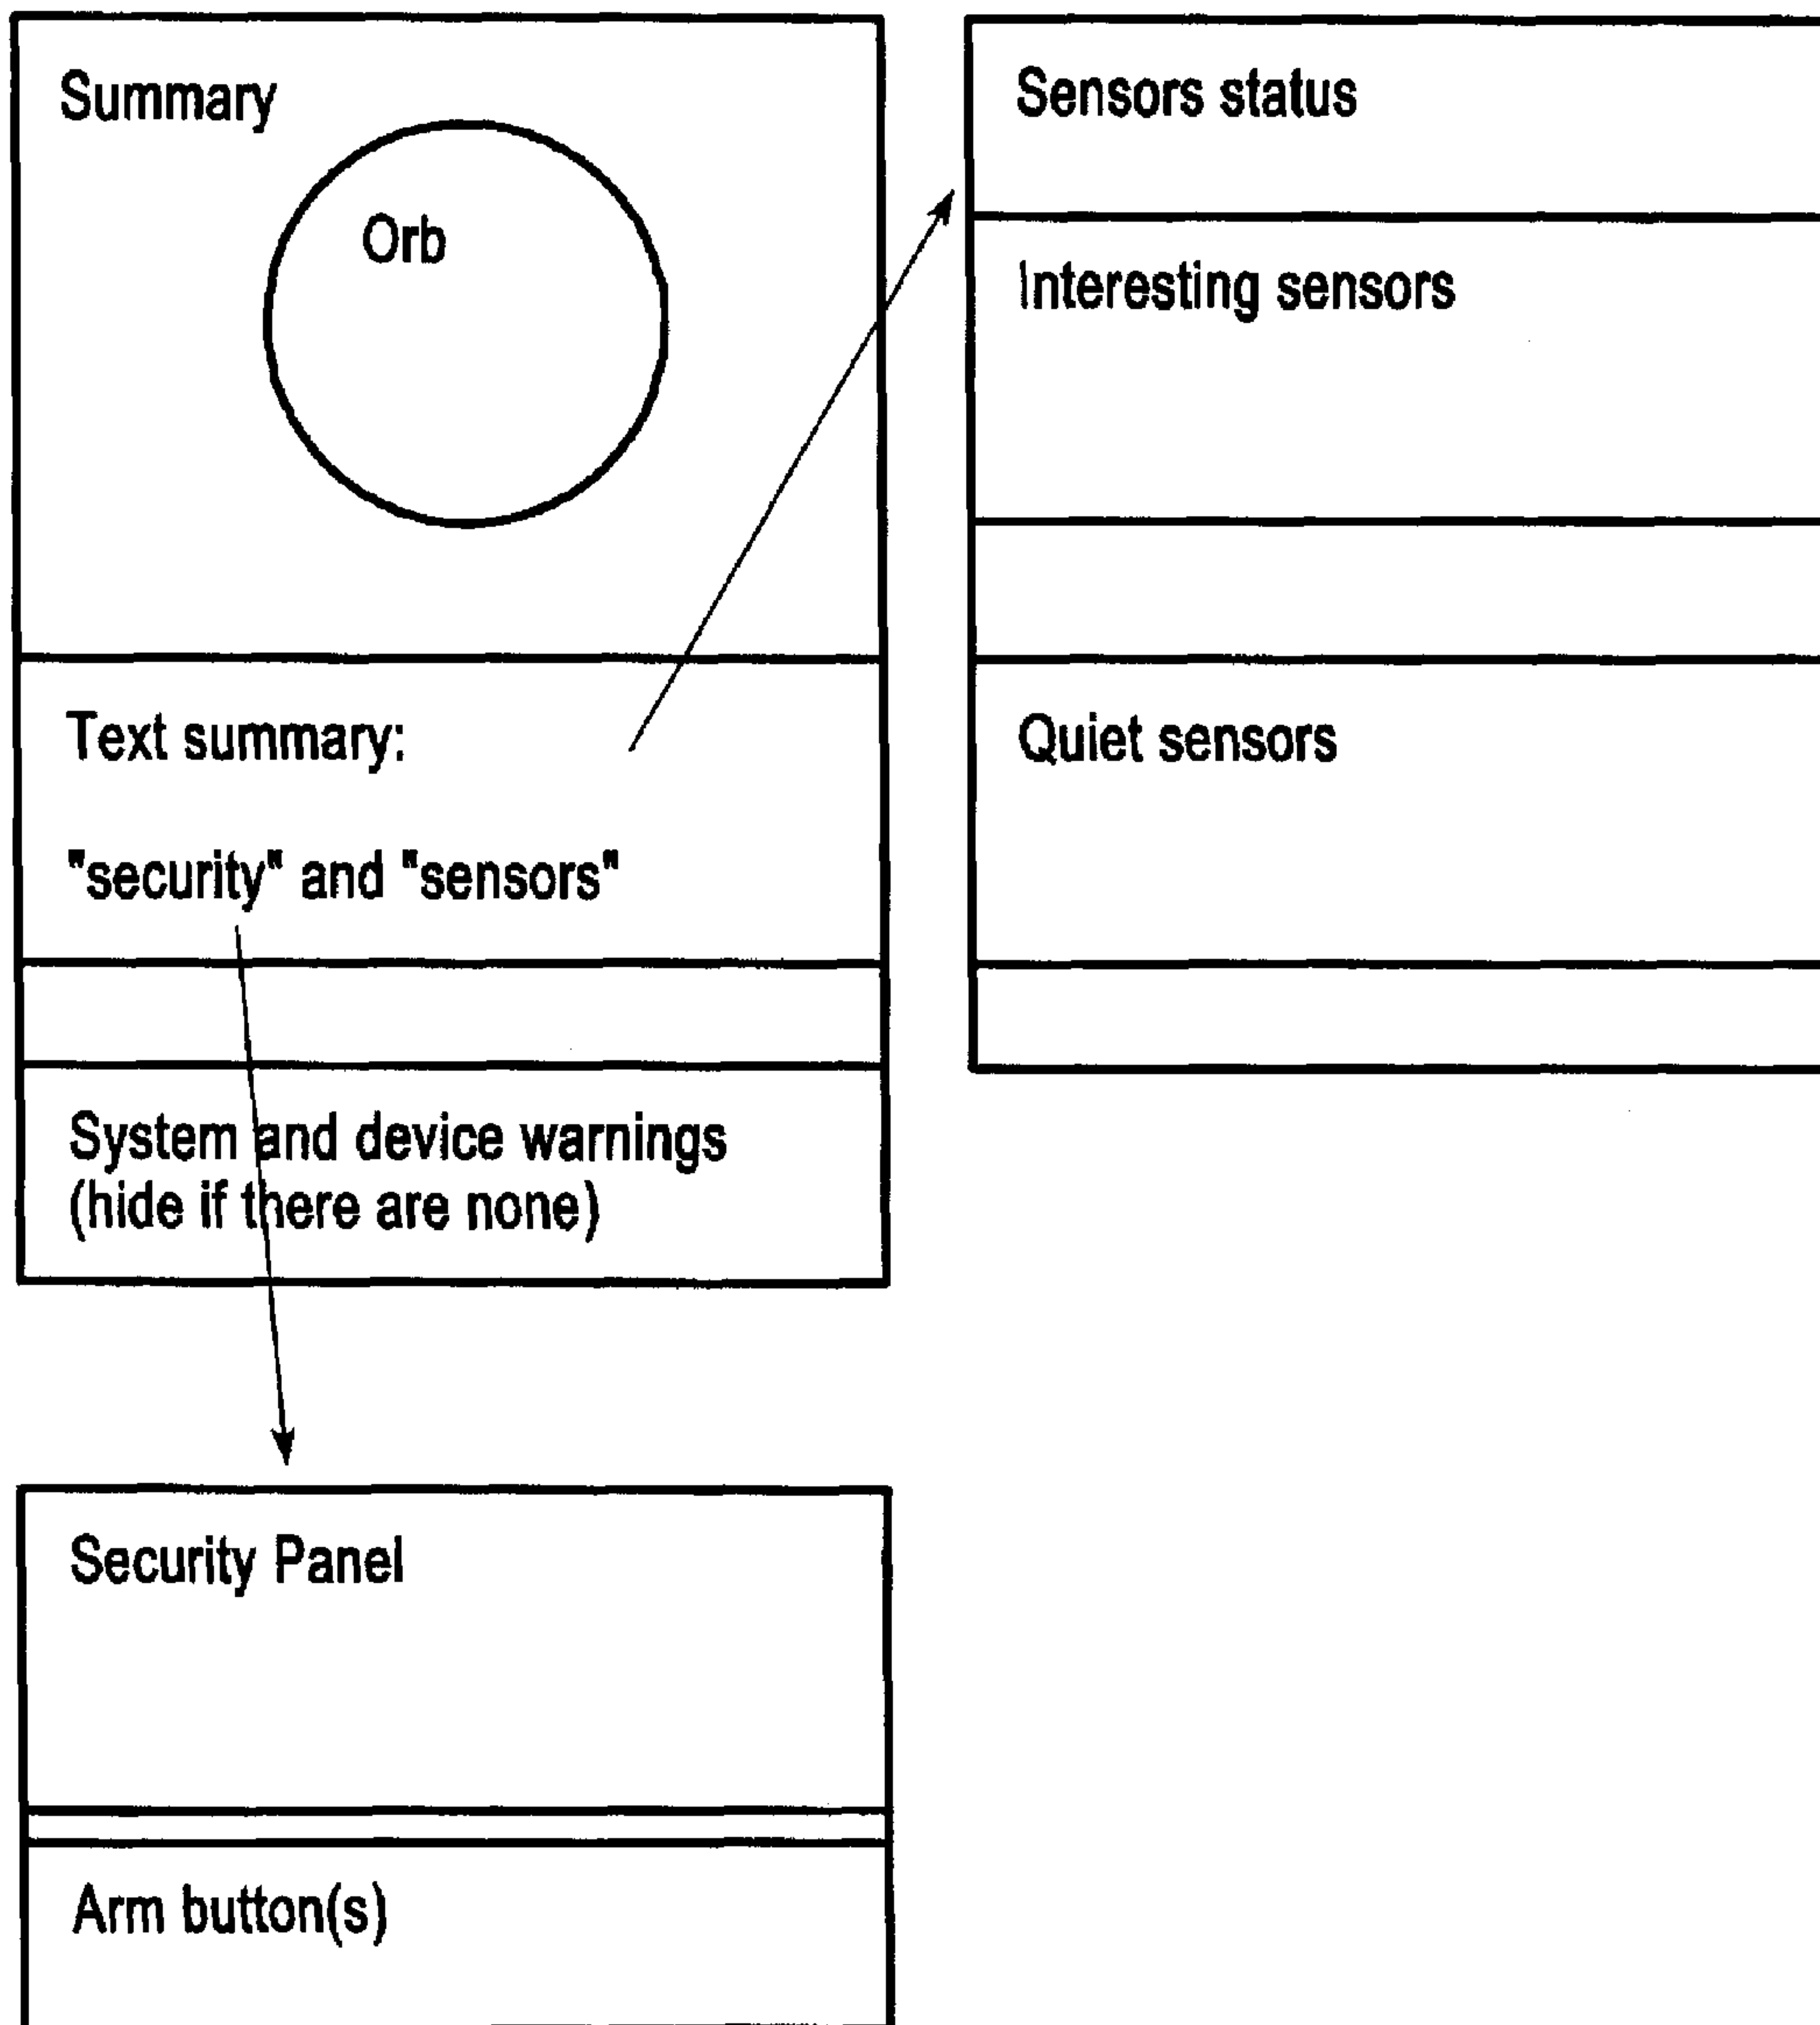 Summary
Orb
Text summary:
"security" and "sensors"
System and device warnings
(hide if there are none)
Sensors status
Interesting sensors
Quiet sensors
Security Panel
Arm button(s)